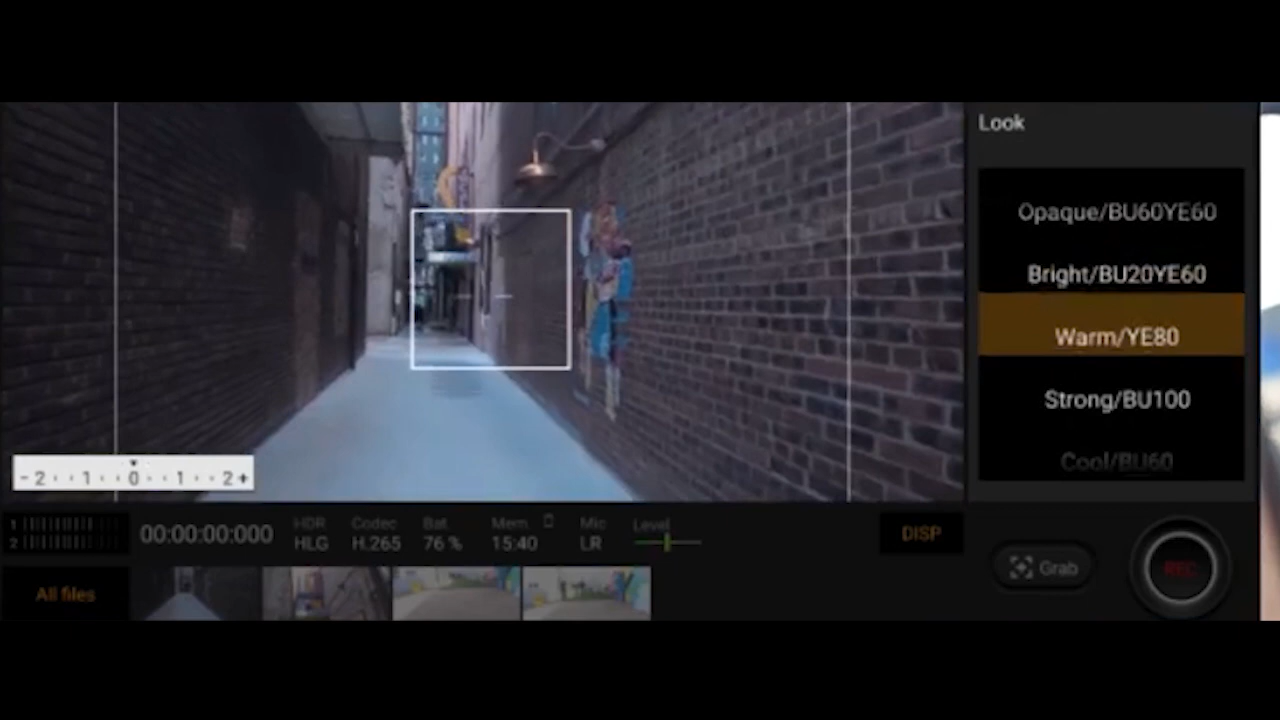 Look
Opaque/BU60YE60
Bright/BU20YE60
Warm/YE80
Strong/BU100
Cool/BU60
-2 · · 1 · · 0 · · 1 · · 2+
1
2
00:00:00:000
HDR
HLG
Codec
H.265
Bat.
76 %
Mem.
15:40
Mic
LR
Level
DISP
Grab
REC
All files